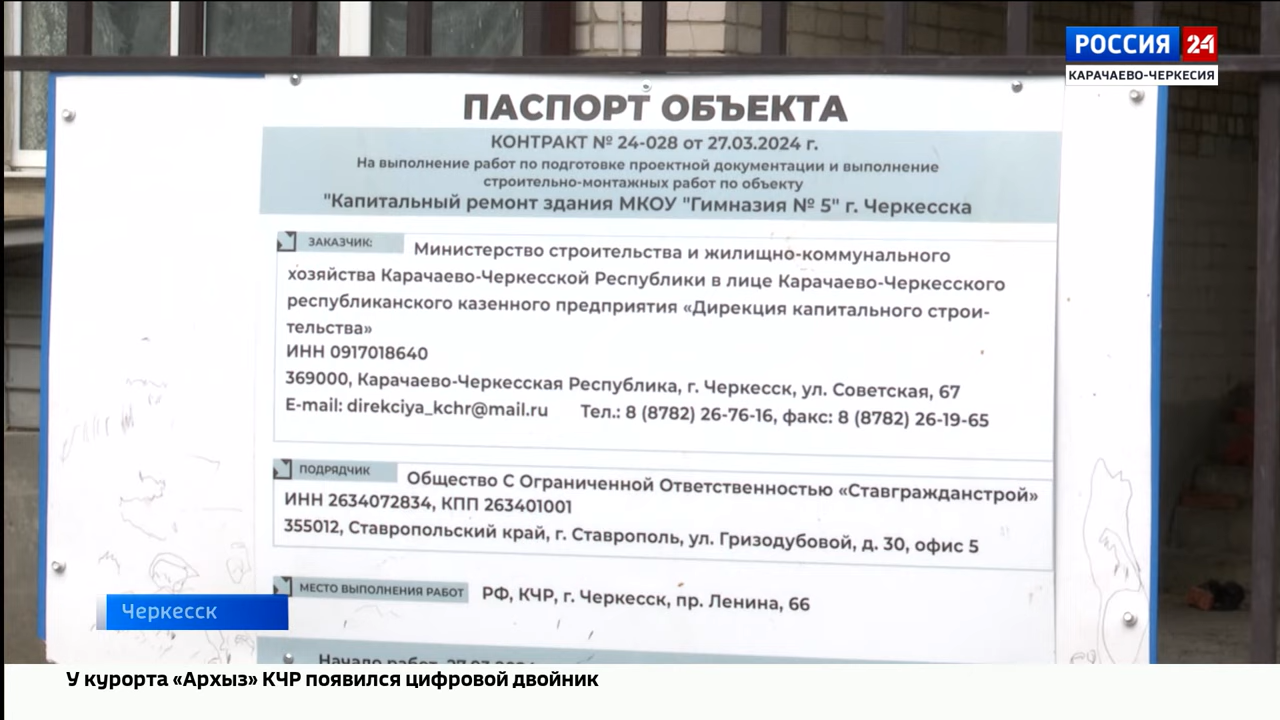 РОССИЯ 24
КАРАЧАЕВО-ЧЕРКЕСИЯ
ПАСПОРТ ОБЪЕКТА
КОНТРАКТ № 24-028 от 27.03.2024 г.
На выполнение работ по подготовке проектной документации и выполнение
строительно-монтажных работ по объекту
"Капитальный ремонт здания МКОУ "Гимназия № 5" г. Черкесска
ЗАКАЗЧИК: Министерство строительства и жилищно-коммунального
хозяйства Карачаево-Черкесской Республики в лице Карачаево-Черкесского
республиканского казенного предприятия «Дирекция капитального строи-
тельства»
ИНН 0917018640
369000, Карачаево-Черкесская Республика, г. Черкесск, ул. Советская, 67
E-mail: direkciya_kchr@mail.ru Тел.: 8 (8782) 26-76-16, факс: 8 (8782) 26-19-65
ПОДРЯДЧИК Общество С Ограниченной Ответственностью «Ставгражданстрой»
ИНН 2634072834, КПП 263401001
355012, Ставропольский край, г. Ставрополь, ул. Гризодубовой, д. 30, офис 5
МЕСТО ВЫПОЛНЕНИЯ РАБОТ РФ, КЧР, г. Черкесск, пр. Ленина, 66
Черкесск
Начало работ
У курорта «Архыз» КЧР появился цифровой двойник